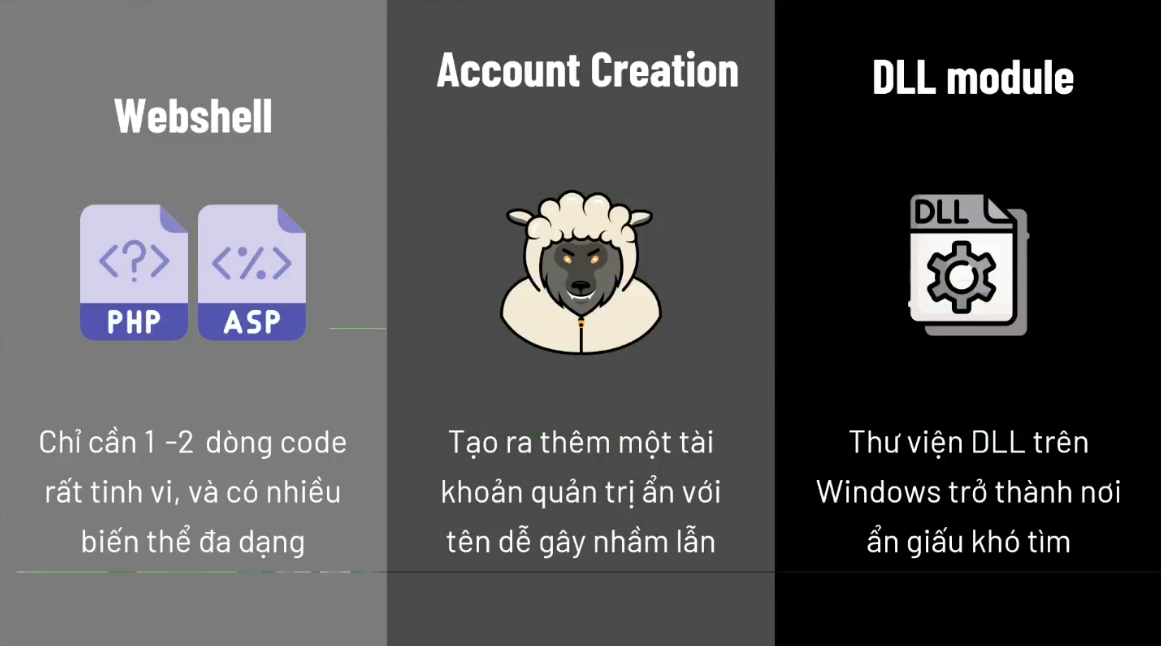 Webshell
<?>
PHP
<%>
ASP
Chỉ cần 1 -2 dòng code
rất tinh vi, và có nhiều
biến thể đa dạng
Account Creation
Tạo ra thêm một tài
khoản quản trị ẩn với
tên dễ gây nhầm lẫn
DLL module
DLL
Thư viện DLL trên
Windows trở thành nơi
ẩn giấu khó tìm